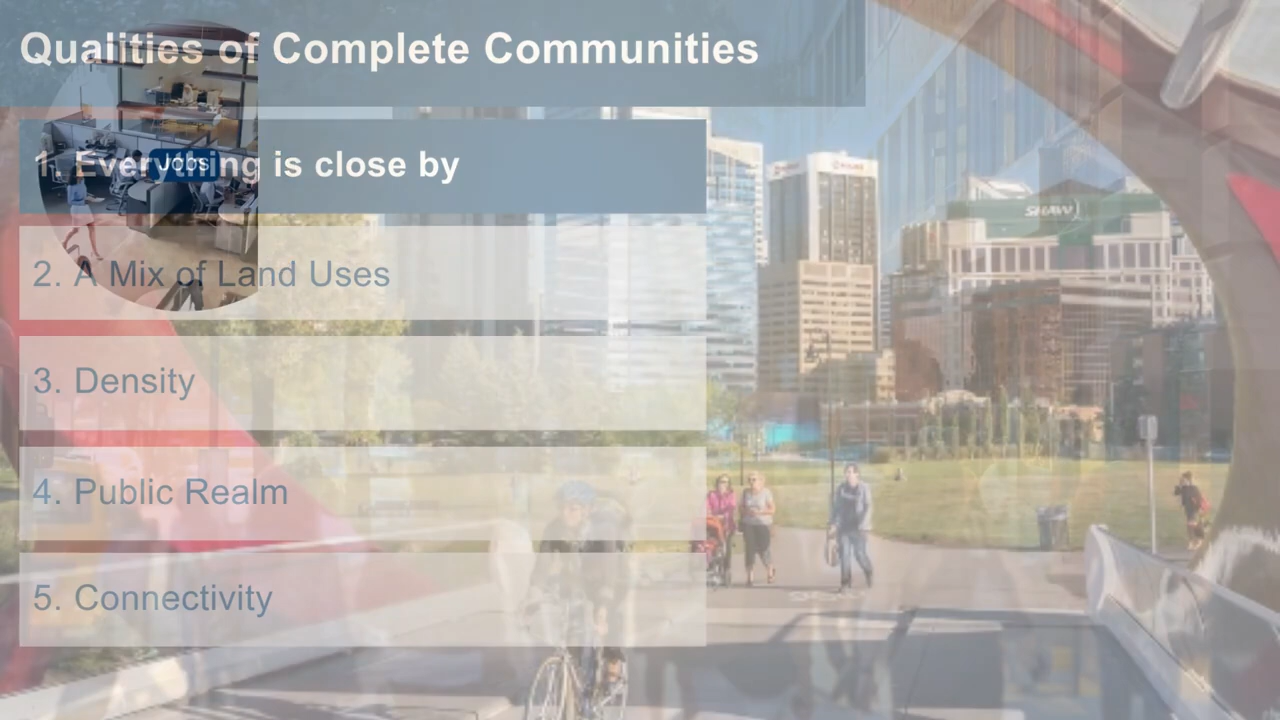 Qualities of Complete Communities
1. Everything is close by
Jobs
2. A Mix of Land Uses
3. Density
4. Public Realm
5. Connectivity
SHAW)